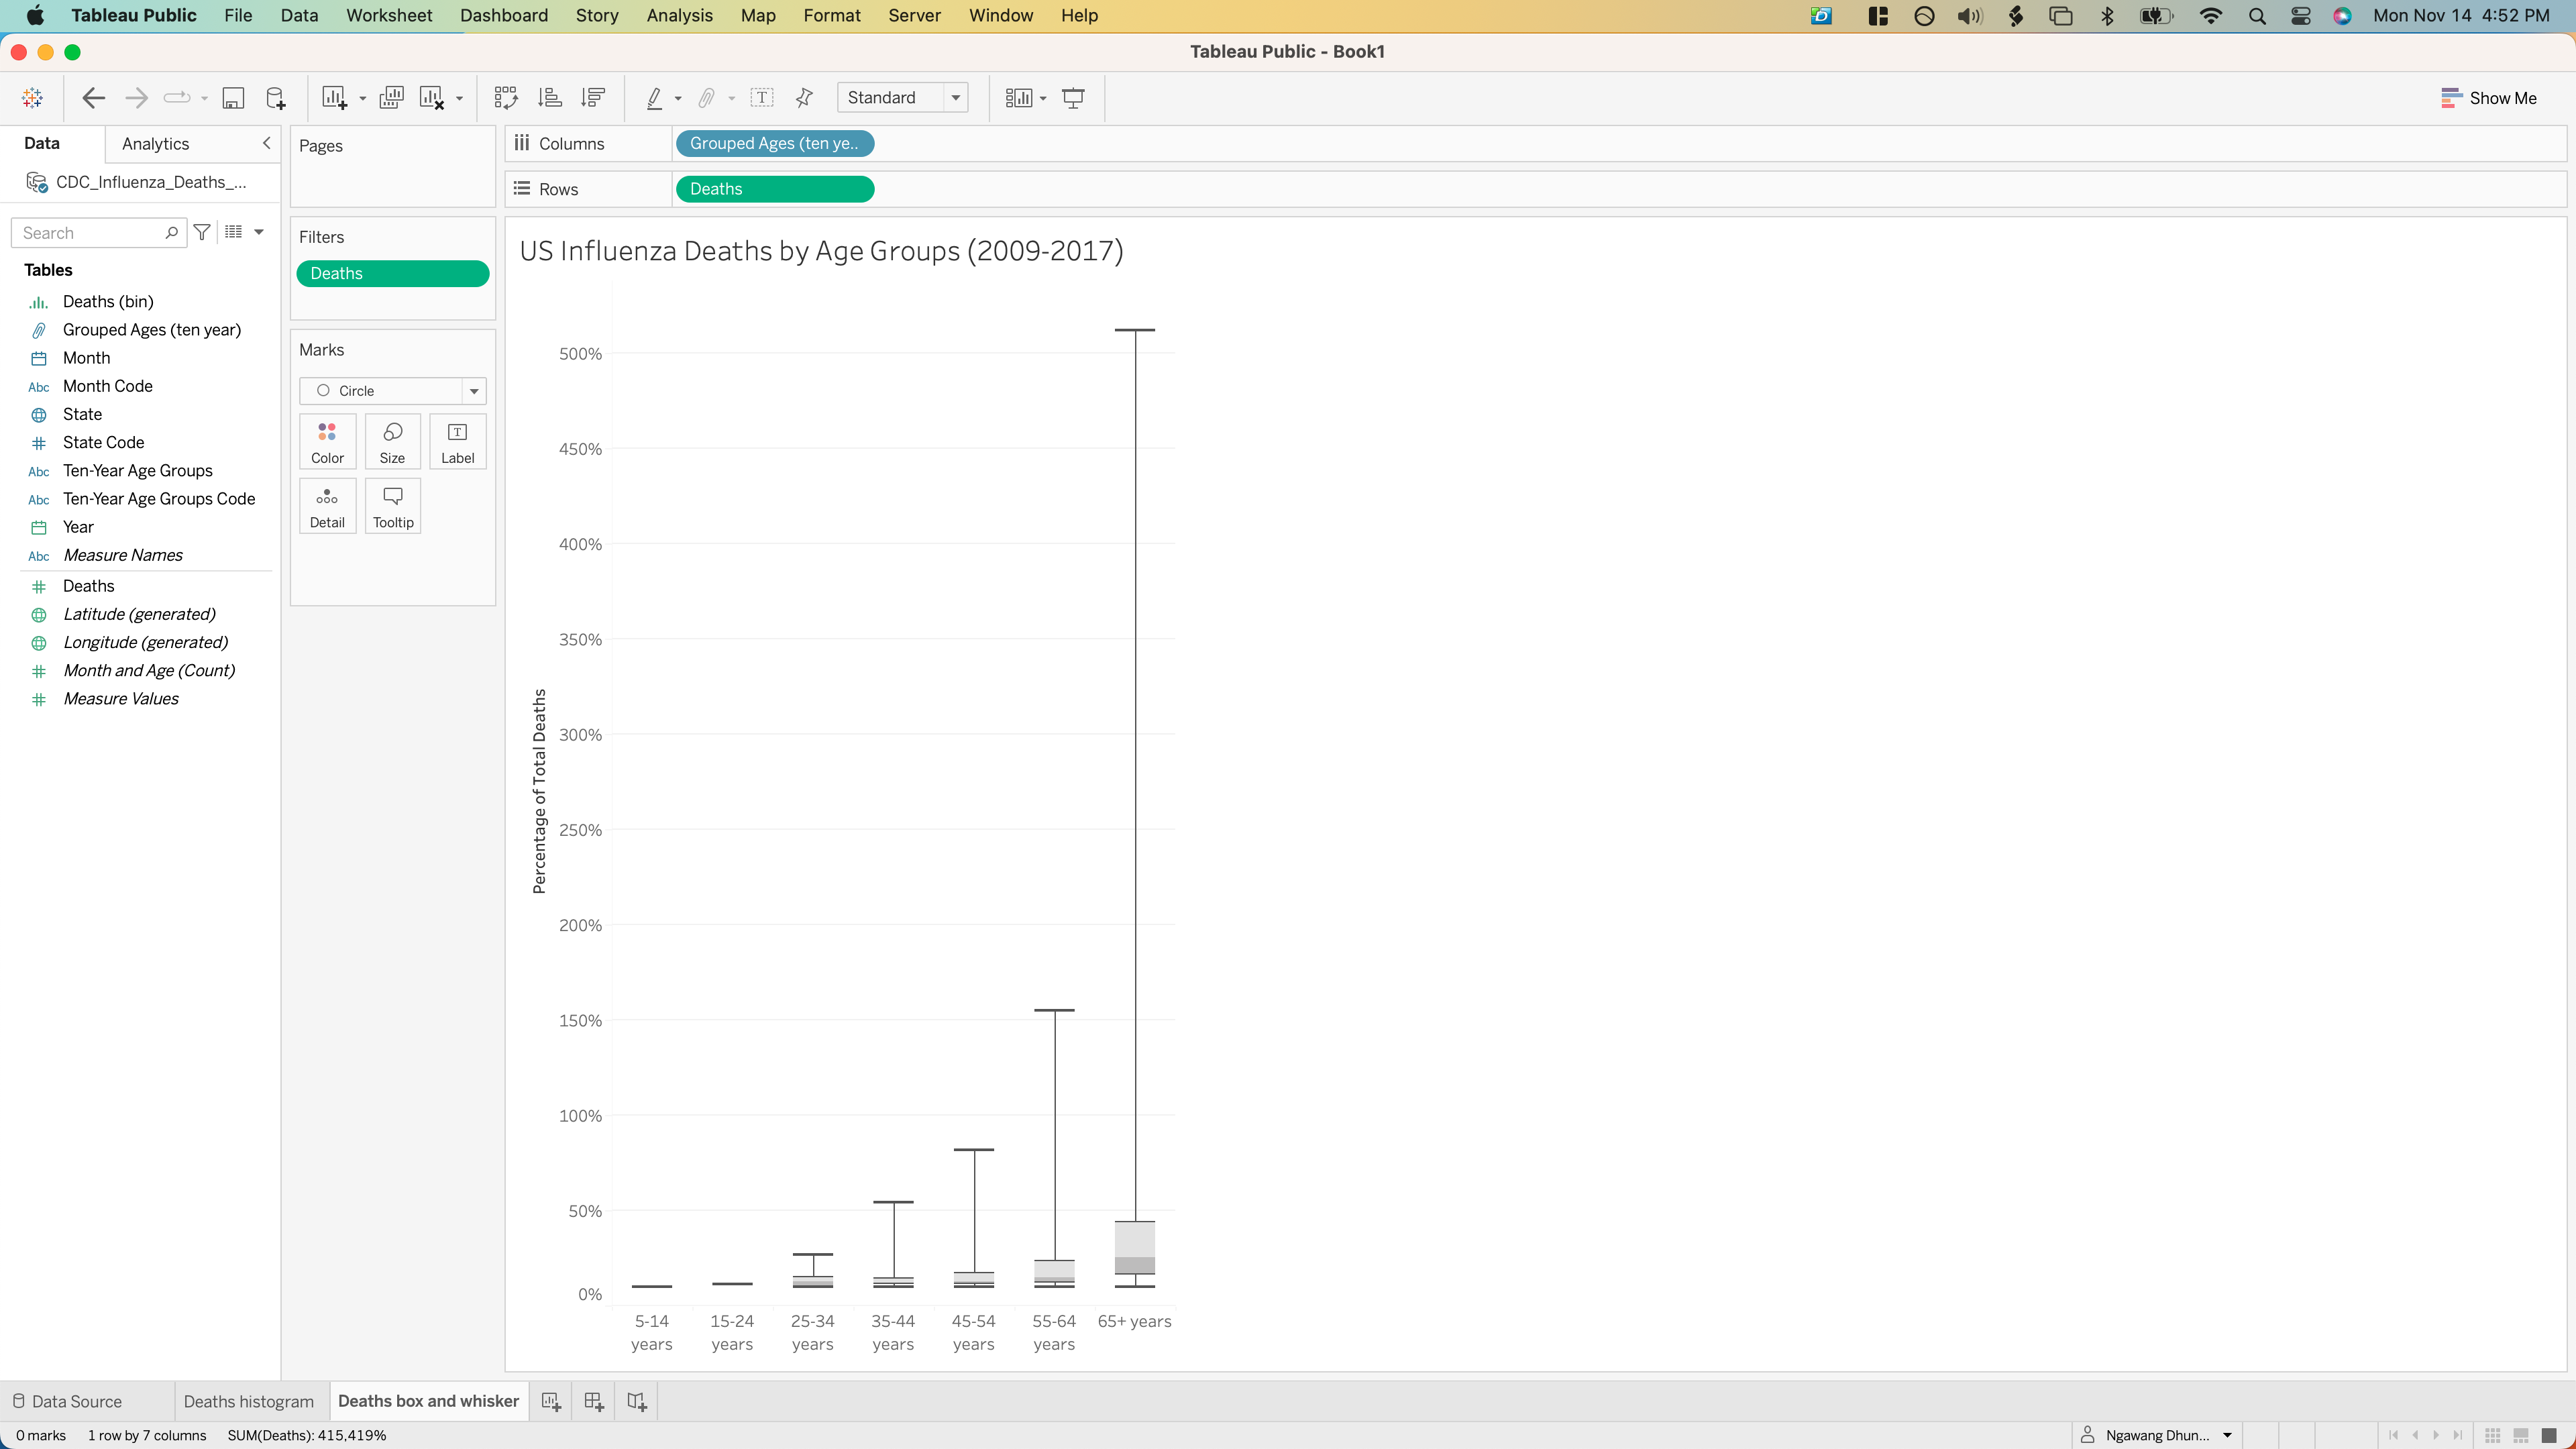 Tableau Public File Data Worksheet Dashboard Story Analysis Map Format Server Window Help Mon Nov 14 4:52 PM
Tableau Public - Book1
Standard Show Me
Data Analytics
CDC_Influenza_Deaths_...
Search
Tables
Deaths (bin)
Grouped Ages (ten year)
Month
Abc Month Code
State
State Code
Abc Ten-Year Age Groups
Abc Ten-Year Age Groups Code
Year
Abc Measure Names
Deaths
Latitude (generated)
Longitude (generated)
Month and Age (Count)
Measure Values
Pages
Filters
Deaths
Marks
Circle
Color Size Label
Detail Tooltip
Columns Grouped Ages (ten ye..
Rows Deaths
US Influenza Deaths by Age Groups (2009-2017)
Percentage of Total Deaths
500%
450%
400%
350%
300%
250%
200%
150%
100%
50%
0%
5-14 years
15-24 years
25-34 years
35-44 years
45-54 years
55-64 years
65+ years
Data Source Deaths histogram Deaths box and whisker
0 marks 1 row by 7 columns SUM(Deaths): 415,419% Ngawang Dhun...